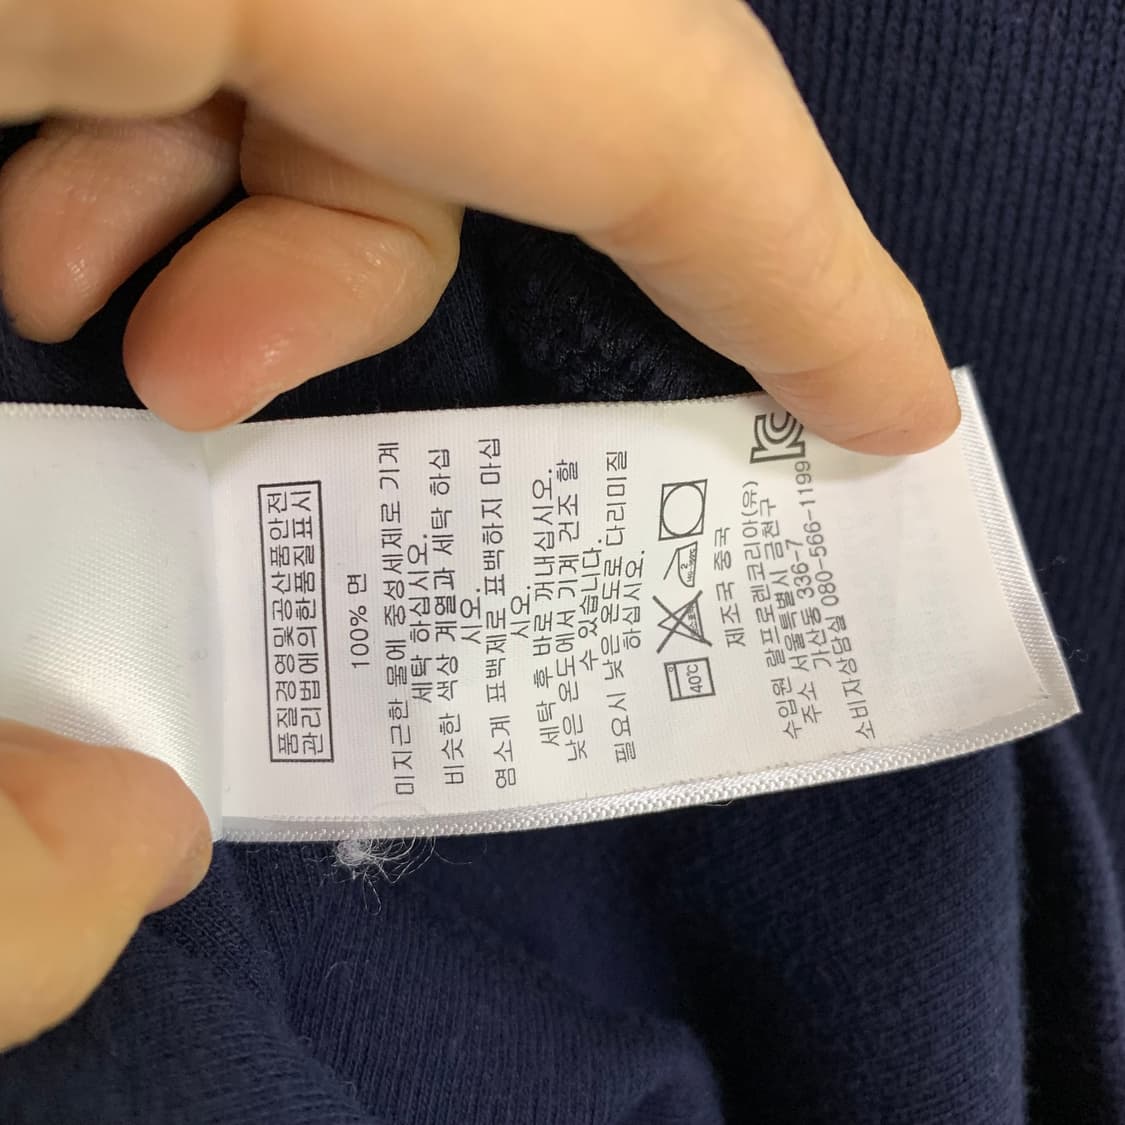 품질경영및공산품안전
관리법에의한품질표시
100% 면
미지근한 물에 중성세제로 기계
세탁 하십시오.
비슷한 색상 계열과 세탁 하십
시오.
염소계 표백제로 표백하지 마십
시오.
세탁 후 바로 꺼내십시오.
낮은 온도에서 기계 건조 할
수 있습니다.
필요시 낮은 온도로 다리미질
하십시오.
40℃
2
제조국 중국
수입원 랄프로렌코리아(유)
주소 서울특별시 금천구
가산동 336-7
소비자상담실 080-566-1199